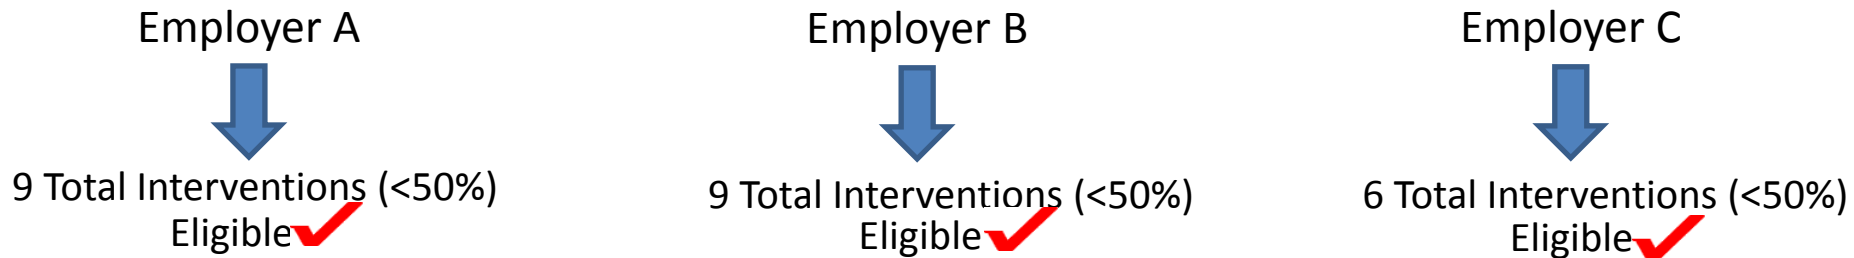 Employer A
9 Total Interventions (<50%)
Eligible
Employer B
9 Total Interventions (<50%)
Eligible
Employer C
6 Total Interventions (<50%)
Eligible